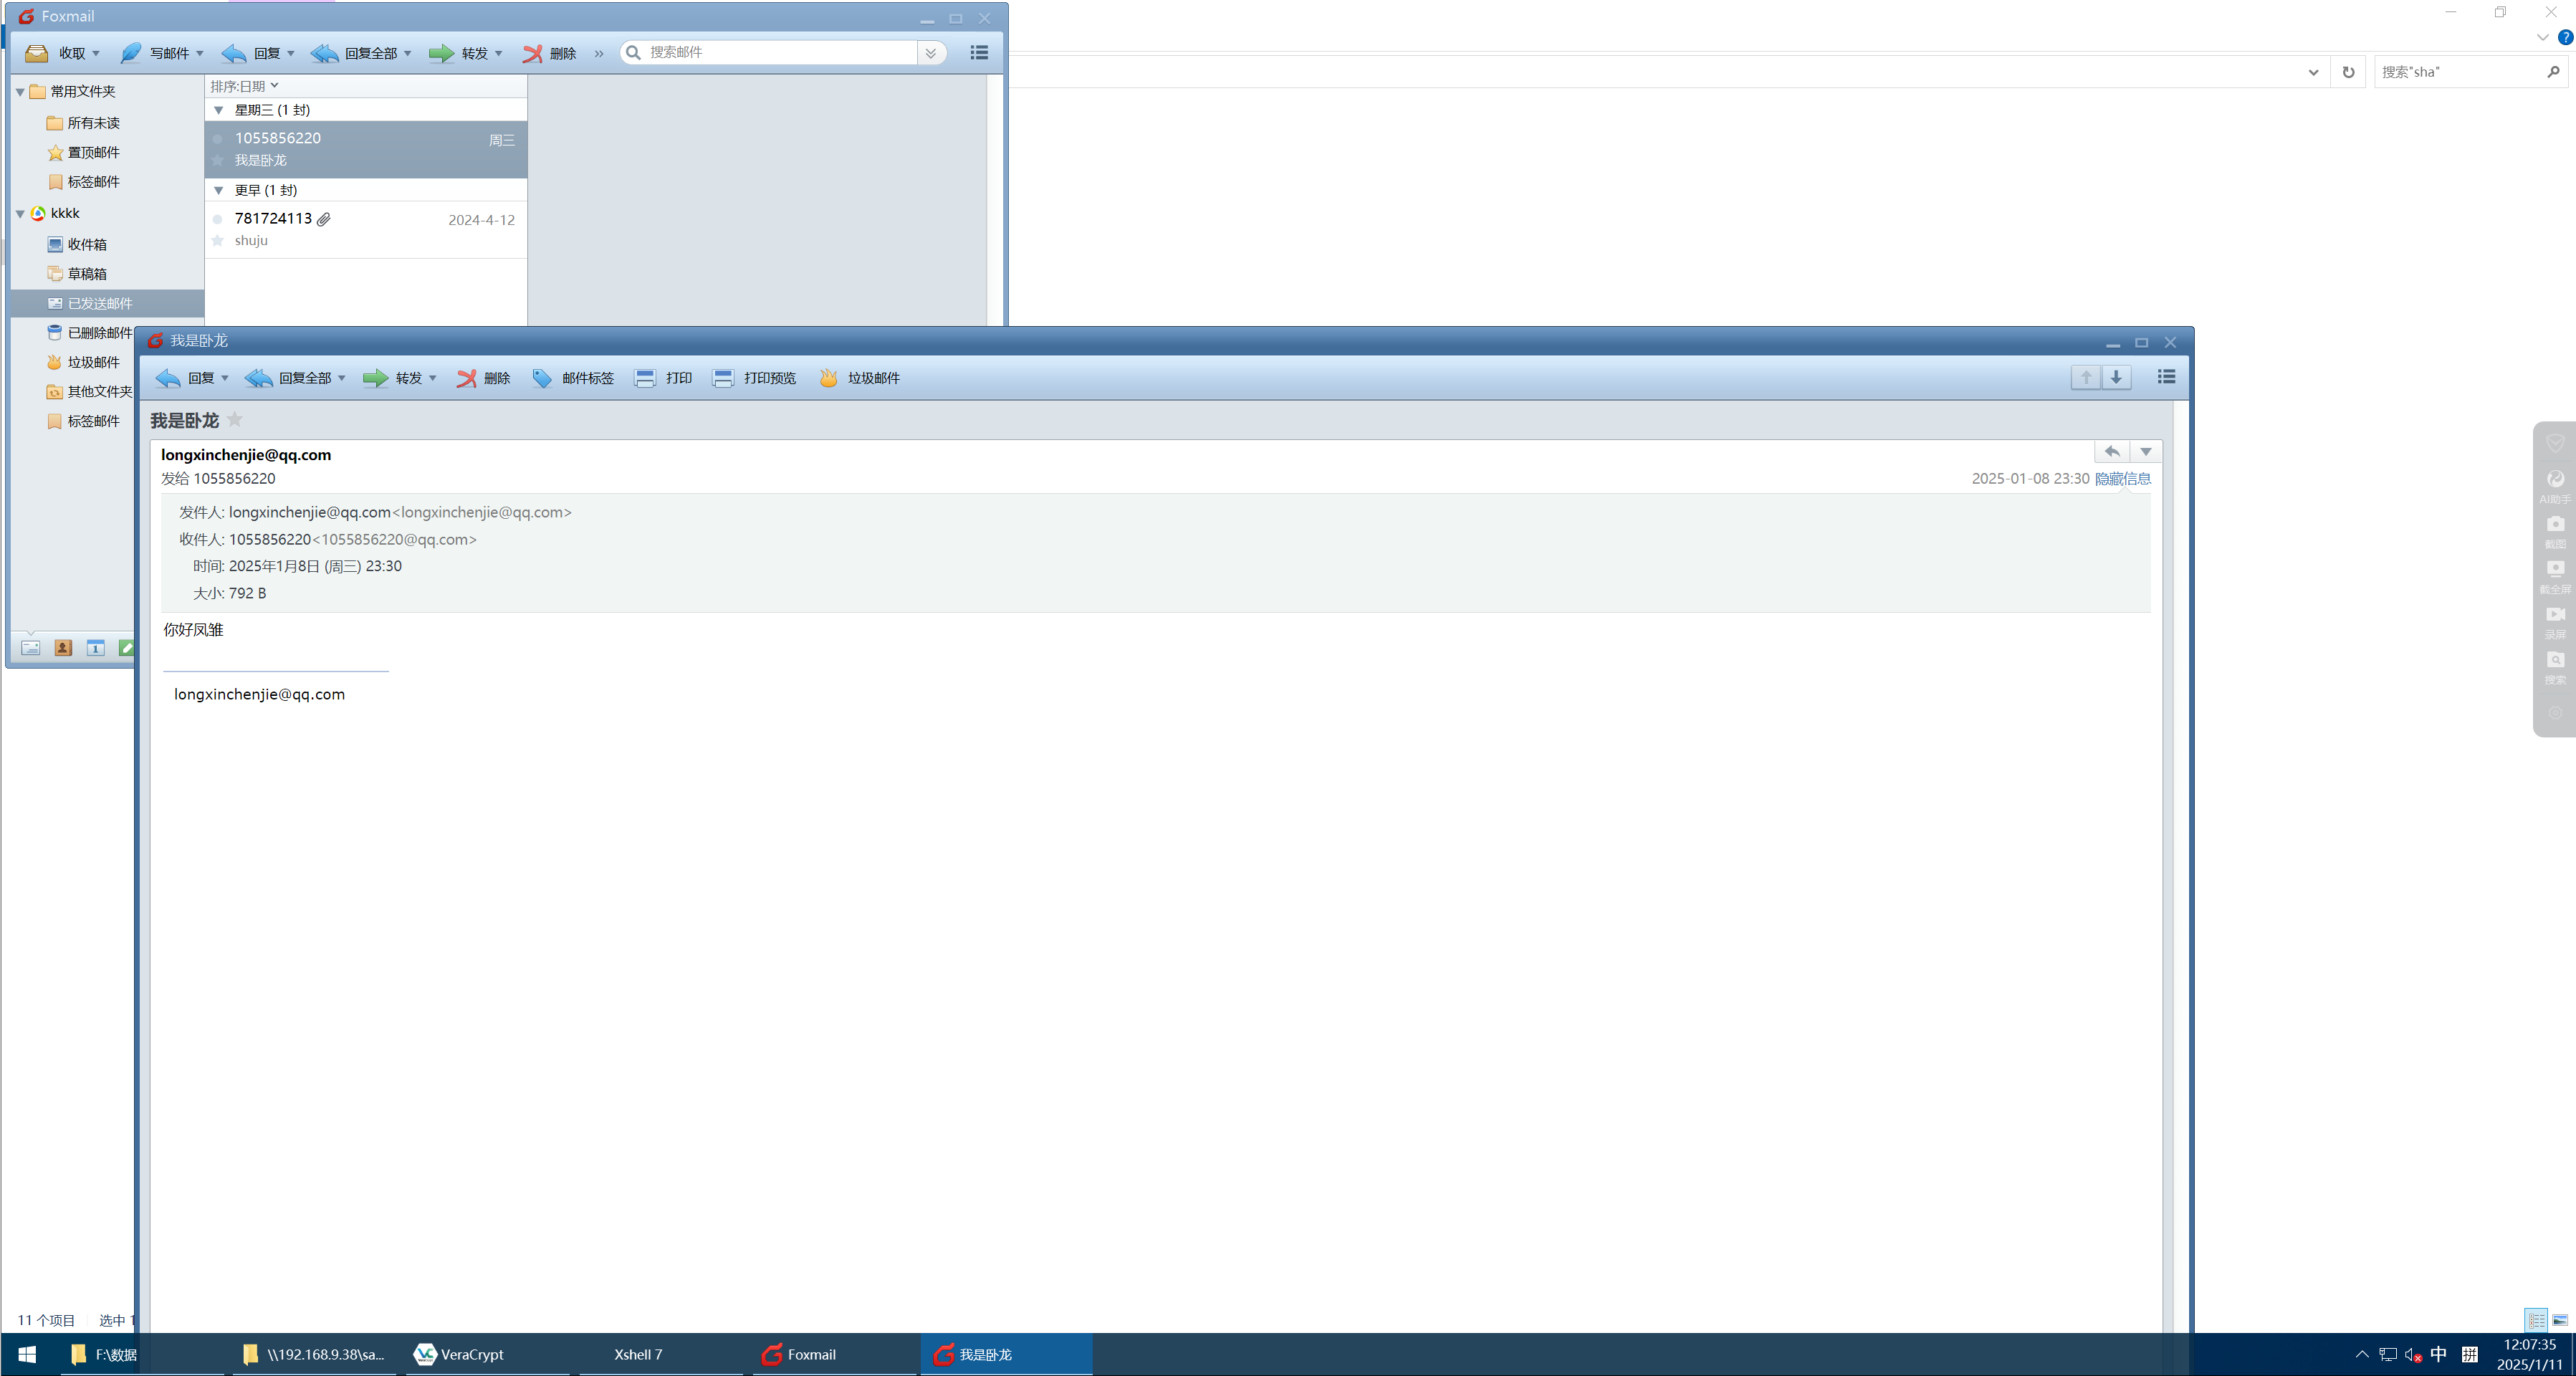 Foxmail
收取
写邮件
回复
回复全部
转发
删除
»
搜索邮件
搜索"sha"
常用文件夹
所有未读
置顶邮件
标签邮件
kkkk
收件箱
草稿箱
已发送邮件
已删除邮件
垃圾邮件
其他文件夹
标签邮件
排序:日期
星期三 (1 封)
1055856220
周三
我是卧龙
更早 (1 封)
781724113
2024-4-12
shuju
我是卧龙
回复
回复全部
转发
删除
邮件标签
打印
打印预览
垃圾邮件
我是卧龙
longxinchenjie@qq.com
发给 1055856220
2025-01-08 23:30 隐藏信息
发件人: longxinchenjie@qq.com<longxinchenjie@qq.com>
收件人: 1055856220<1055856220@qq.com>
时间: 2025年1月8日 (周三) 23:30
大小: 792 B
你好凤雏
longxinchenjie@qq.com
AI助手
截图
截全屏
录屏
搜索
11 个项目
选中 1
F:\数据
\\192.168.9.38\sa...
VeraCrypt
Xshell 7
Foxmail
我是卧龙
中
拼
12:07:35
2025/1/11